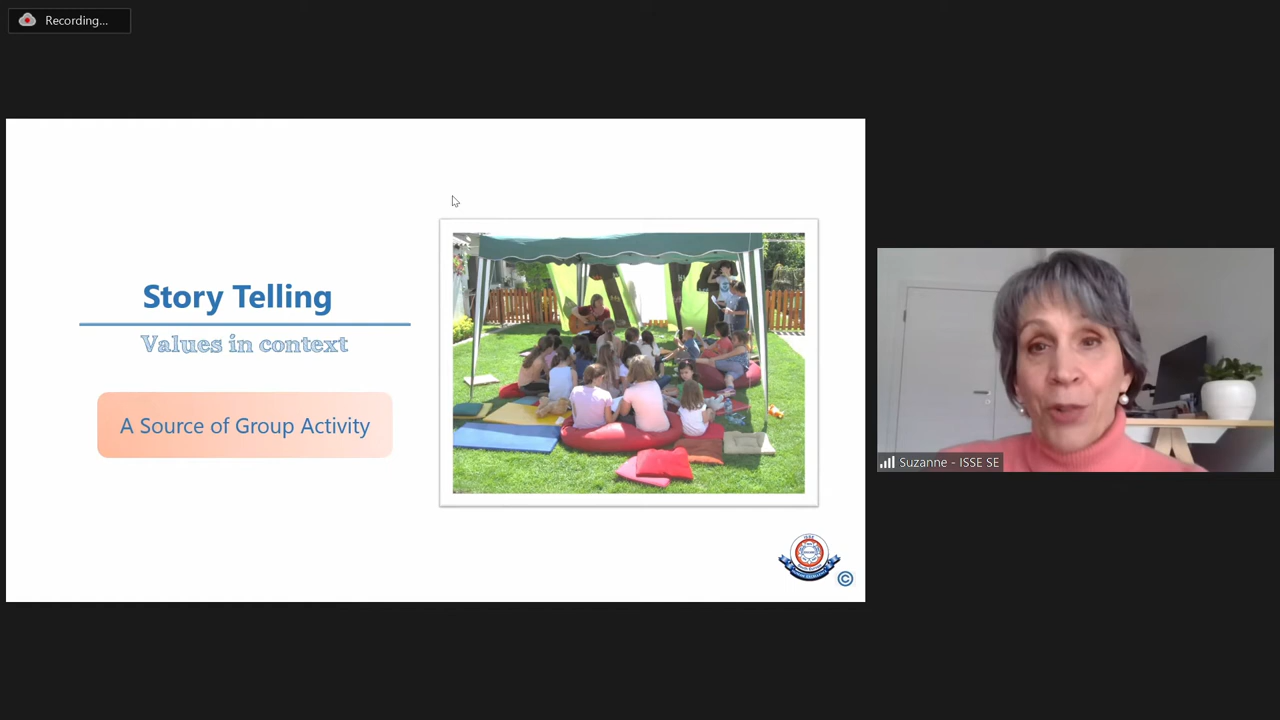 Recording...
Story Telling
Values in context
A Source of Group Activity
©
Suzanne - ISSE SE